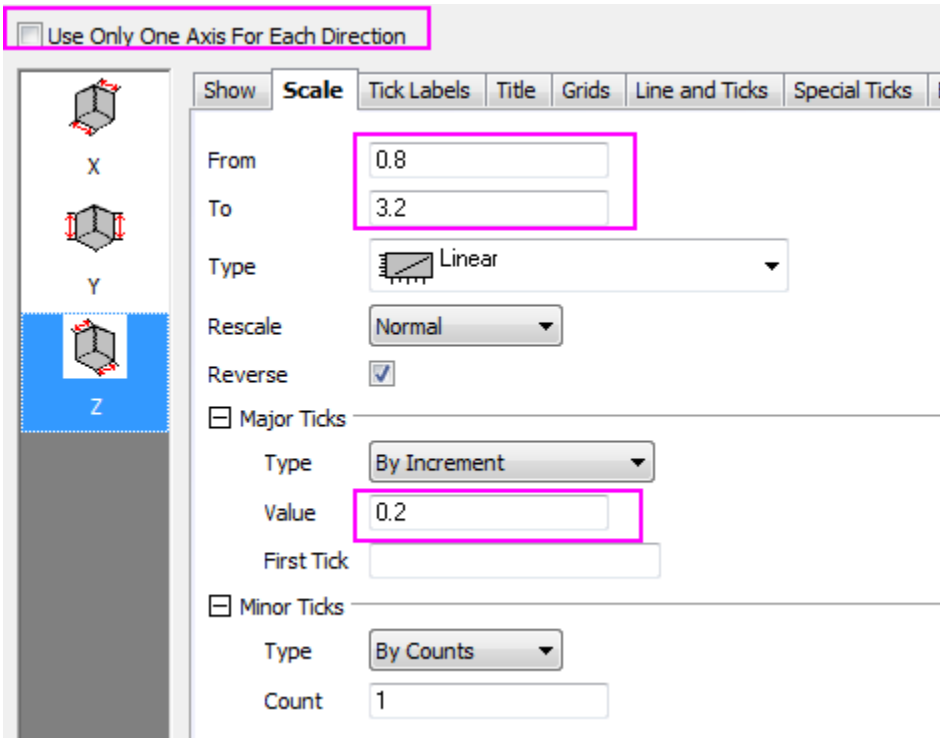 Use Only One Axis For Each Direction
Show Scale Tick Labels Title Grids Line and Ticks Special Ticks
X
Y
Z
From 0.8
To 3.2
Type Linear
Rescale Normal
Reverse
Major Ticks
Type By Increment
Value 0.2
First Tick
Minor Ticks
Type By Counts
Count 1